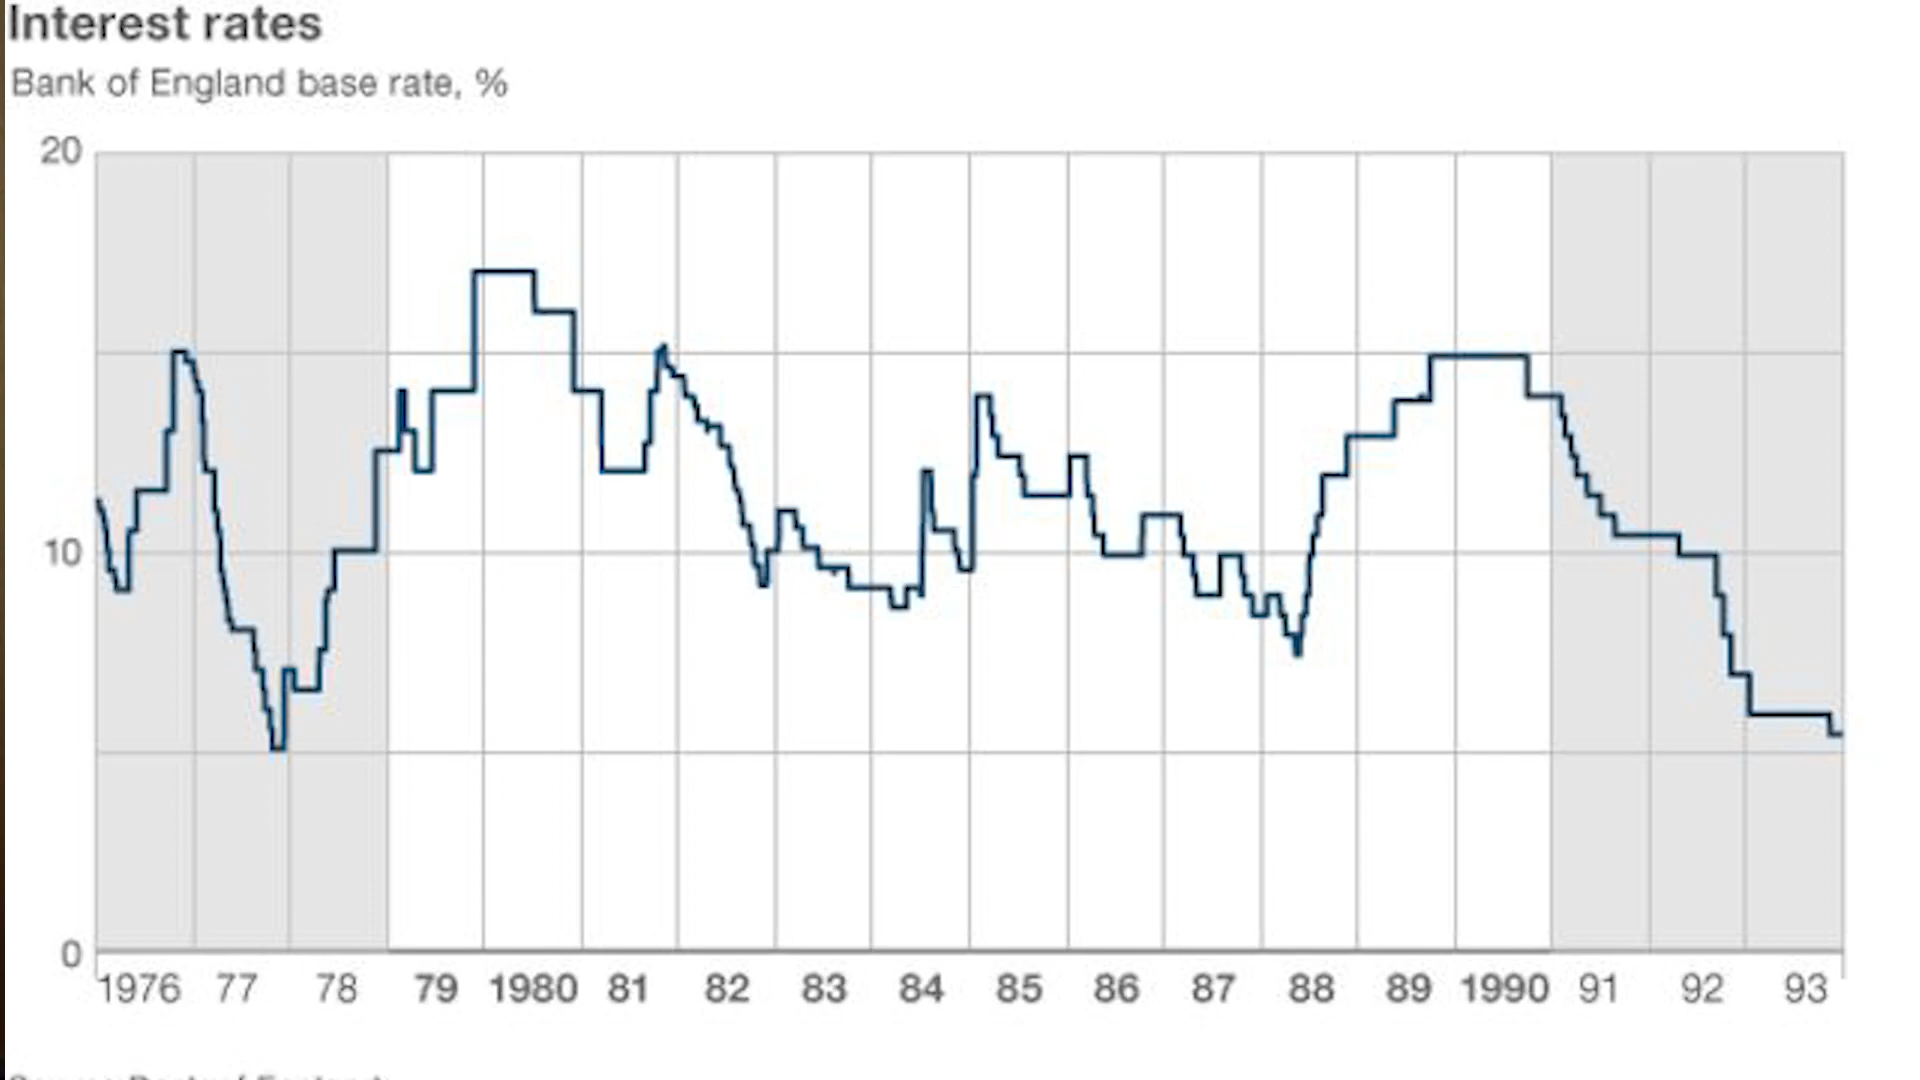 Interest rates
Bank of England base rate, %
20
10
0
1976 77 78 79 1980 81 82 83 84 85 86 87 88 89 1990 91 92 93